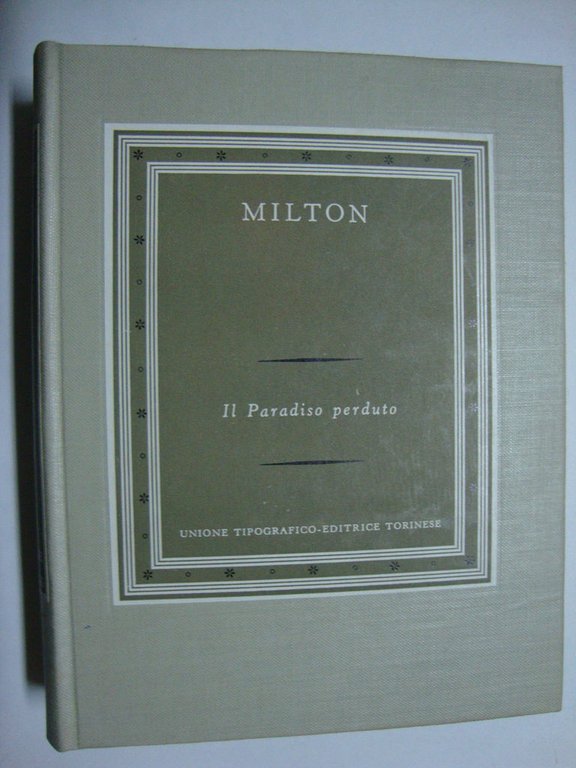 MILTON
Il Paradiso perduto
UNIONE TIPOGRAFICO-EDITRICE TORINESE